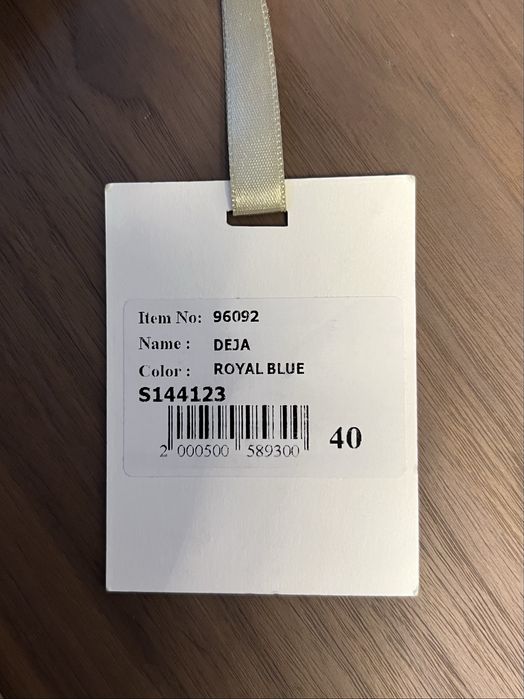 Item No: 96092
Name : DEJA
Color : ROYAL BLUE
S144123
2 000500 589300
40